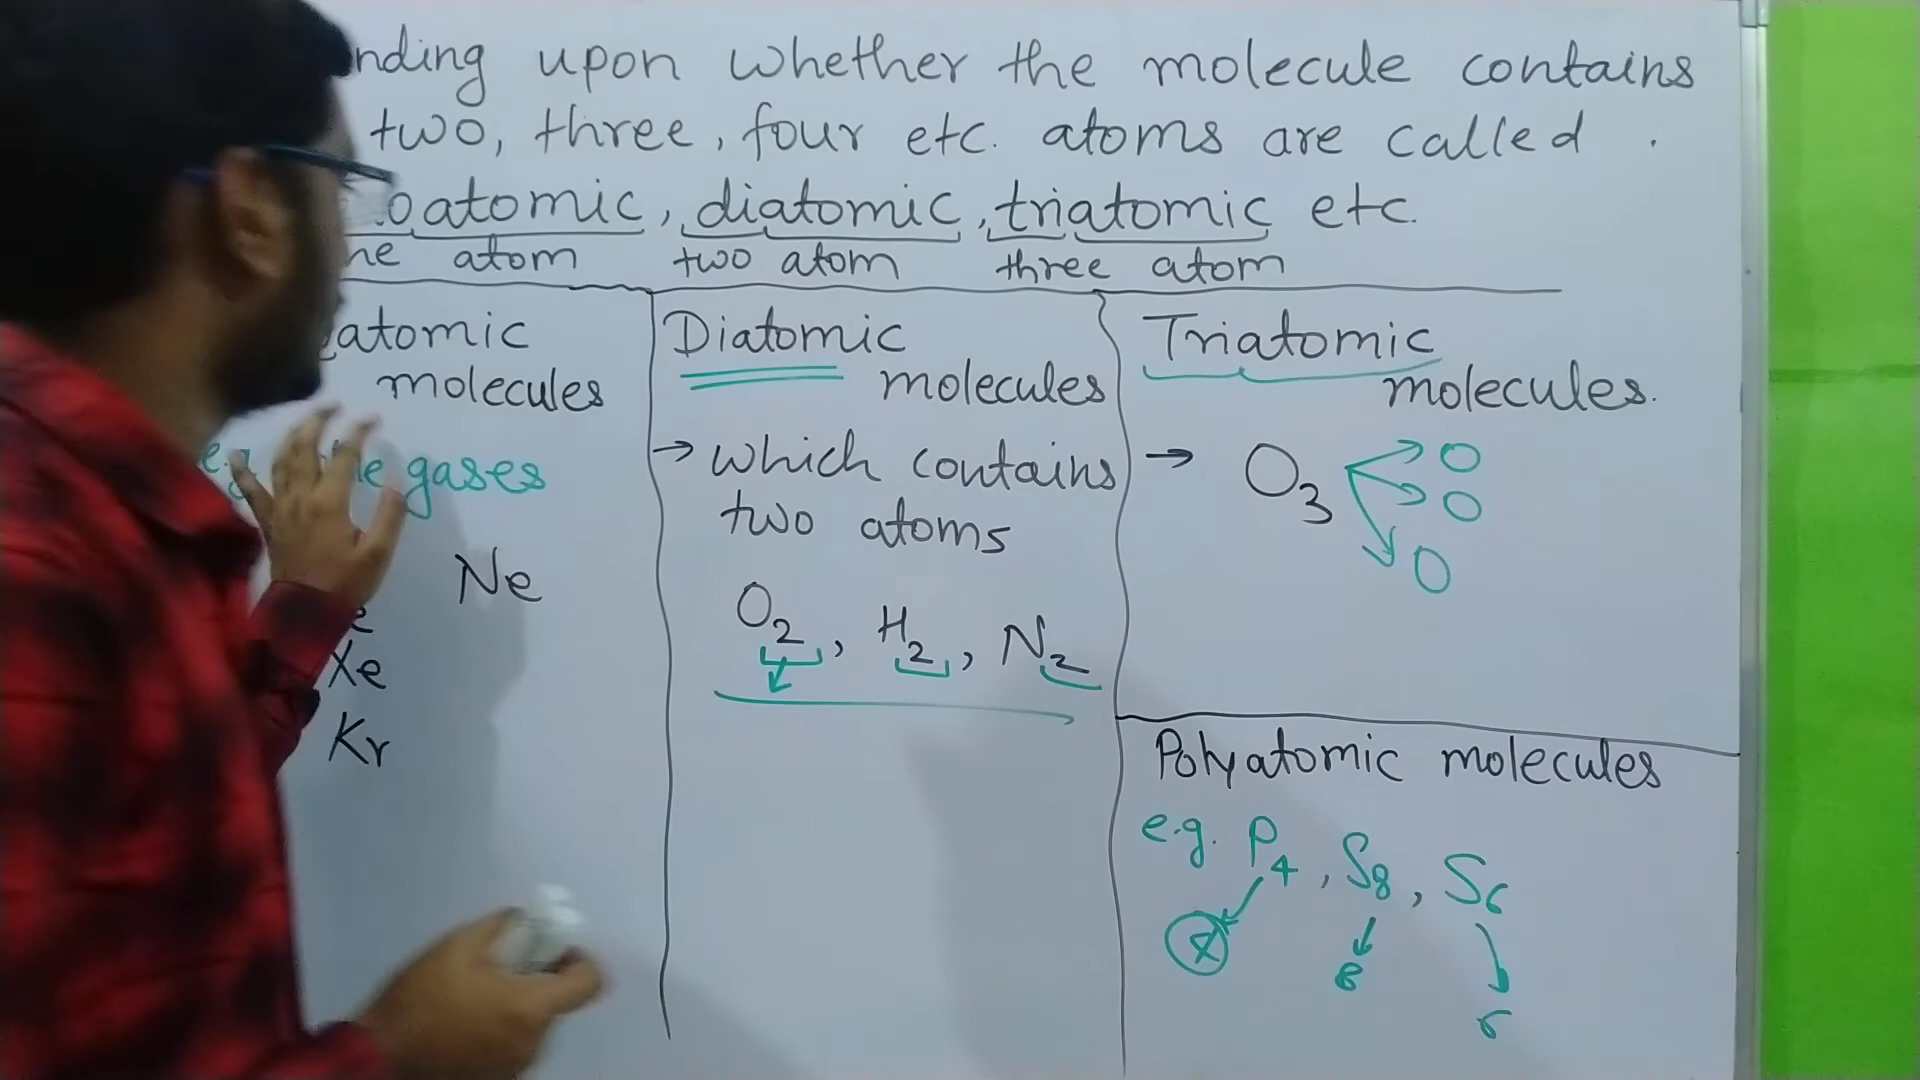 nding upon whether the molecule contains
two, three, four etc. atoms are called .
oatomic, diatomic, triatomic etc.
ne atom two atom three atom
atomic
molecules
e.g. gases
Ne
Xe
Kr
Diatomic
molecules
→ which contains
two atoms
O₂, H₂, N₂
Triatomic
molecules.
→ O₃ O
O
O
Polyatomic molecules
e.g. P₄, S₈, S₆
4 8 6